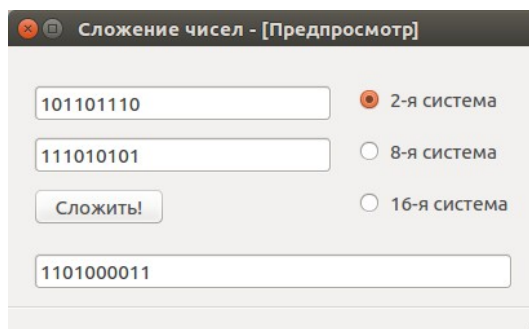 Сложение чисел - [Предпросмотр]
101101110
2-я система
111010101
8-я система
Сложить!
16-я система
1101000011